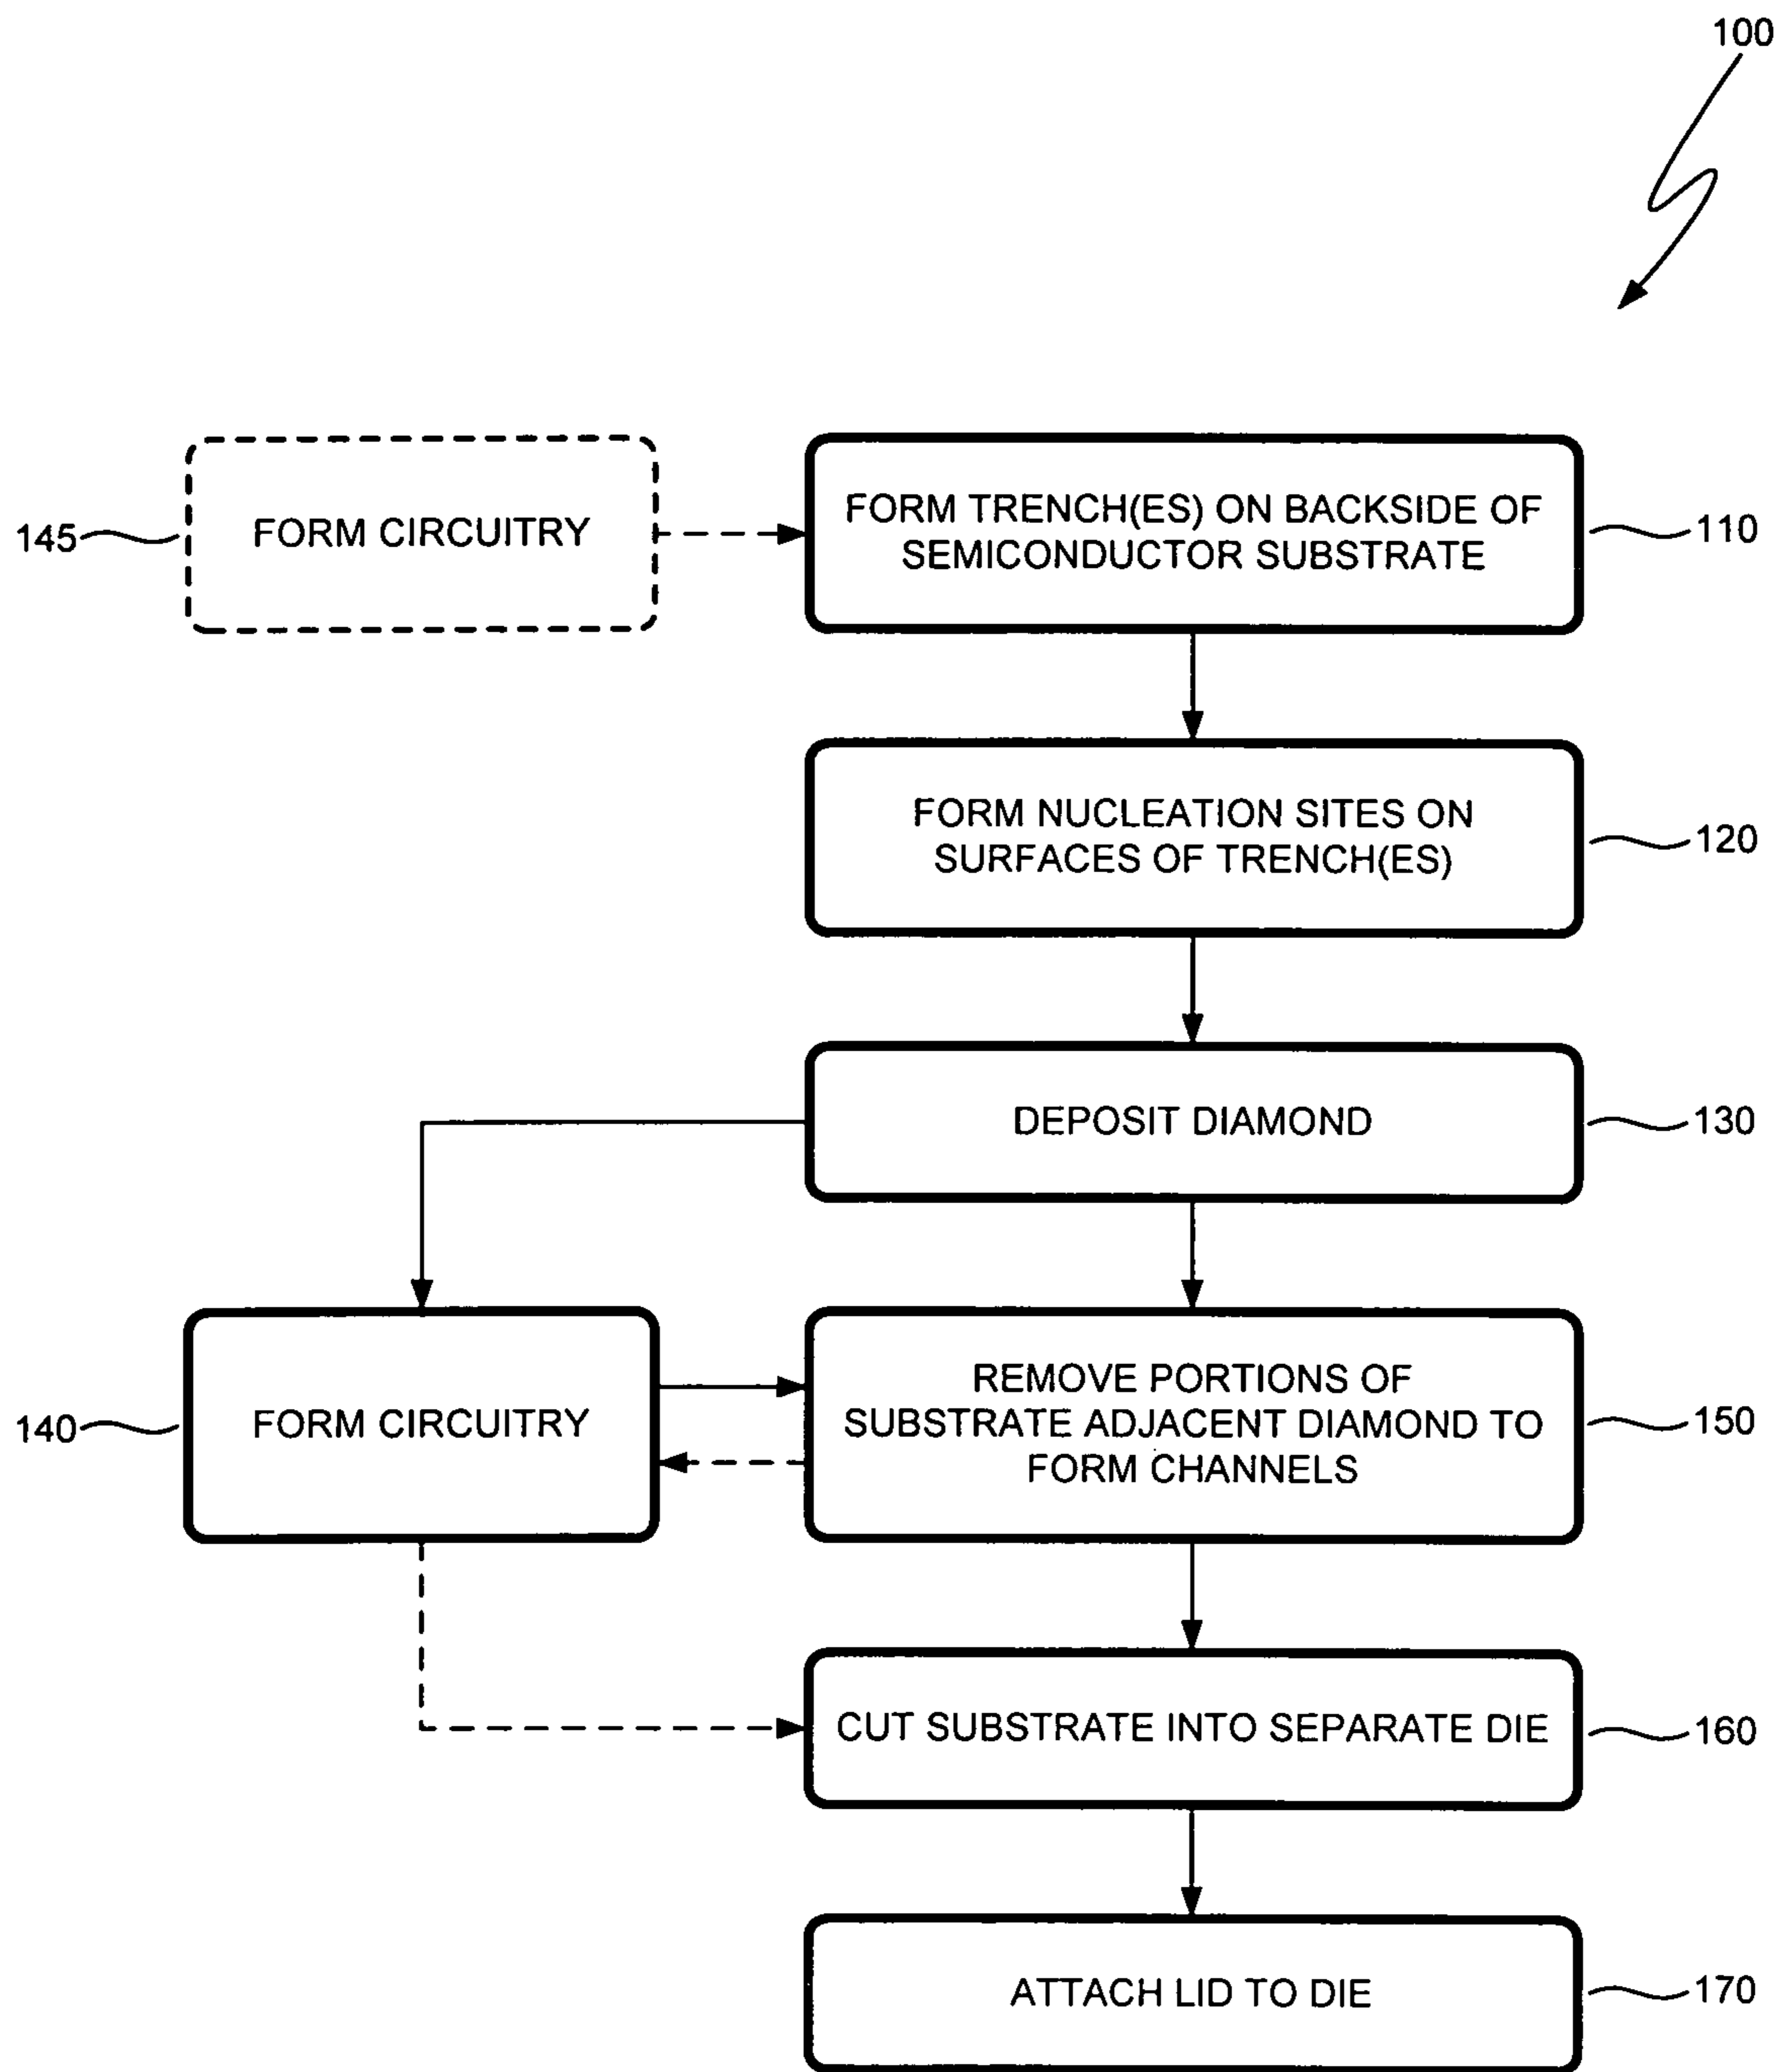 100
145
FORM CIRCUITRY
FORM TRENCH(ES) ON BACKSIDE OF
SEMICONDUCTOR SUBSTRATE
110
FORM NUCLEATION SITES ON
SURFACES OF TRENCH(ES)
120
DEPOSIT DIAMOND
130
140
FORM CIRCUITRY
REMOVE PORTIONS OF
SUBSTRATE ADJACENT DIAMOND TO
FORM CHANNELS
150
CUT SUBSTRATE INTO SEPARATE DIE
160
ATTACH LID TO DIE
170